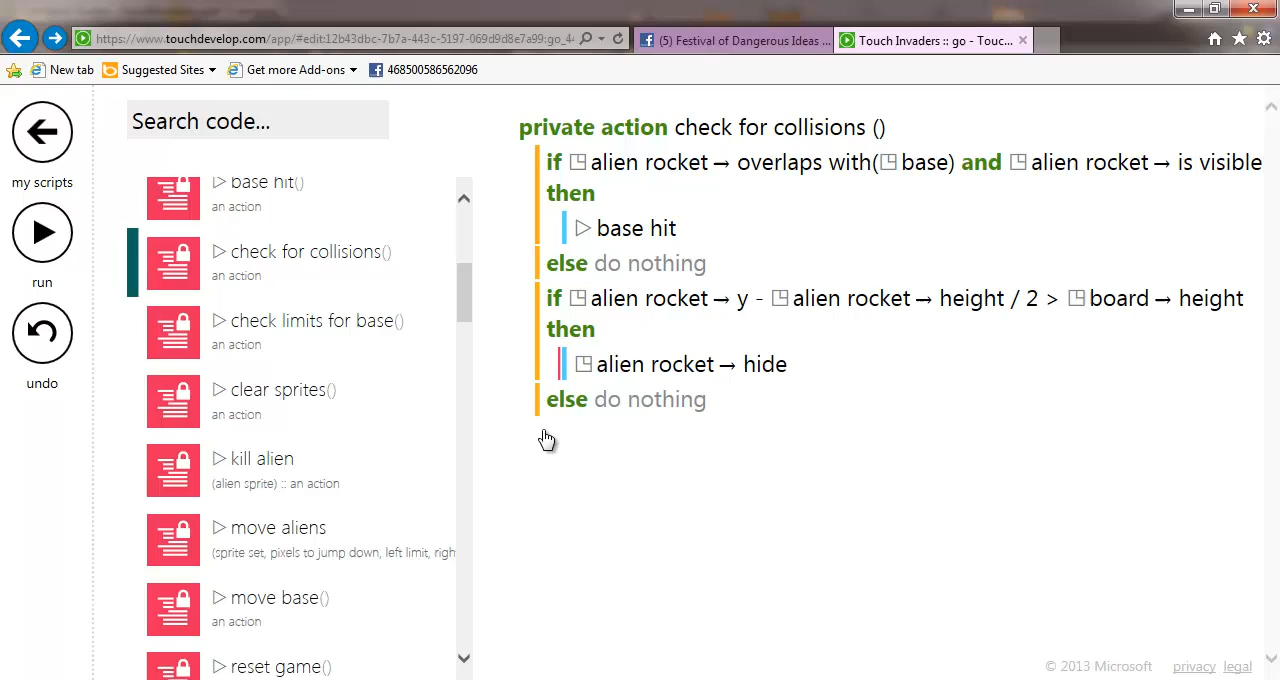 https://www.touchdevelop.com/app/#edit:12b43dbc-7b7a-443c-5197-069d9d8e7a99:go_4
(5) Festival of Dangerous Ideas ...
Touch Invaders :: go - Touc...
New tab
Suggested Sites
Get more Add-ons
468500586562096
my scripts
run
undo
Search code...
base hit()
an action
check for collisions()
an action
check limits for base()
an action
clear sprites()
an action
kill alien
(alien sprite) :: an action
move aliens
(sprite set, pixels to jump down, left limit, righ
move base()
an action
reset game()
private action check for collisions ()
if alien rocket → overlaps with(base) and alien rocket → is visible
then
▷ base hit
else do nothing
if alien rocket → y - alien rocket → height / 2 > board → height
then
alien rocket → hide
else do nothing
© 2013 Microsoft privacy legal